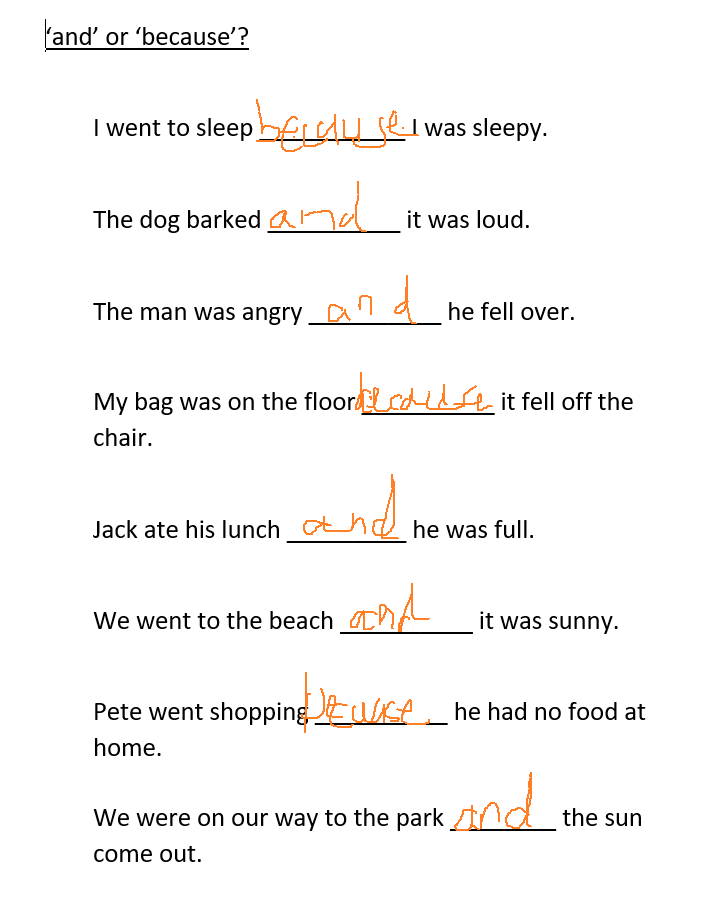 ‘and’ or ‘because’?
I went to sleep because I was sleepy.
The dog barked and it was loud.
The man was angry and he fell over.
My bag was on the floor because it fell off the
chair.
Jack ate his lunch and he was full.
We went to the beach and it was sunny.
Pete went shopping becuase he had no food at
home.
We were on our way to the park and the sun
come out.